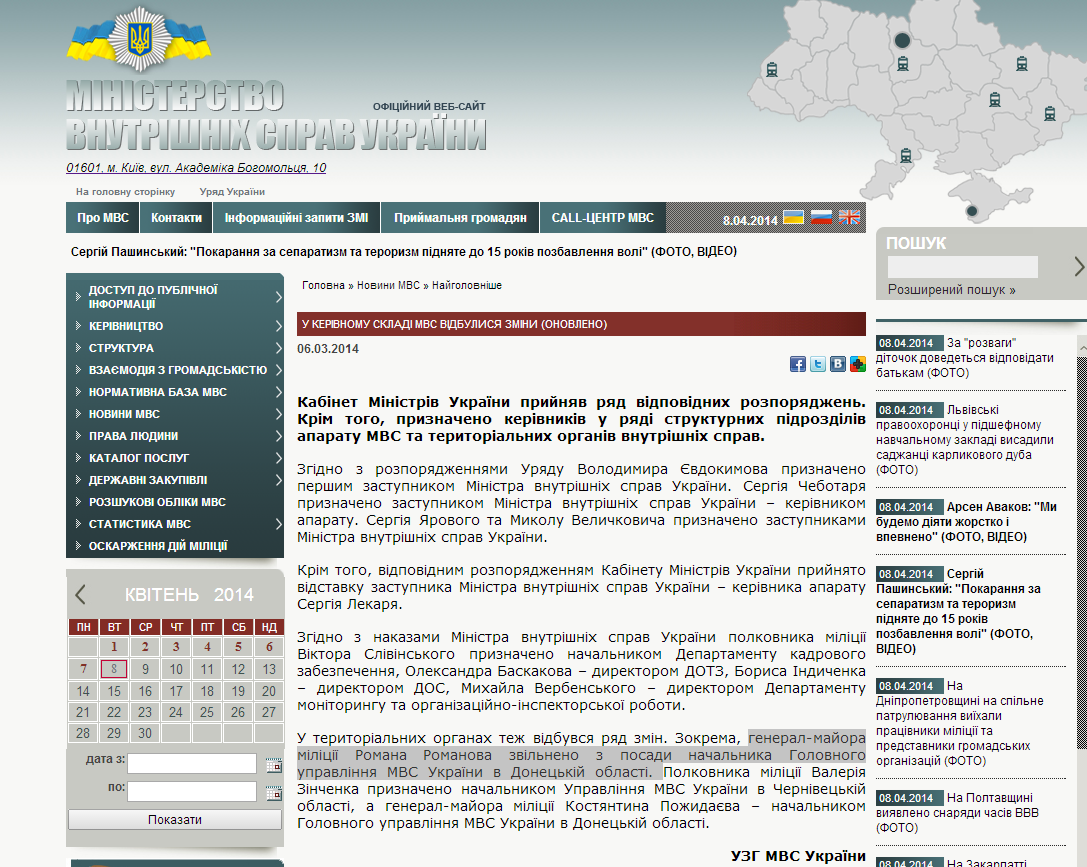 МІНІСТЕРСТВО
ОФІЦІЙНИЙ ВЕБ-САЙТ
ВНУТРІШНІХ СПРАВ УКРАЇНИ
01601, м. Київ, вул. Академіка Богомольця, 10
На головну сторінку Уряд України
Про МВС Контакти Інформаційні запити ЗМІ Приймальня громадян CALL-ЦЕНТР МВС 8.04.2014
Сергій Пашинський: "Покарання за сепаратизм та тероризм підняте до 15 років позбавлення волі" (ФОТО, ВІДЕО)
ДОСТУП ДО ПУБЛІЧНОЇ
ІНФОРМАЦІЇ
КЕРІВНИЦТВО
СТРУКТУРА
ВЗАЄМОДІЯ З ГРОМАДСЬКІСТЮ
НОРМАТИВНА БАЗА МВС
НОВИНИ МВС
ПРАВА ЛЮДИНИ
КАТАЛОГ ПОСЛУГ
ДЕРЖАВНІ ЗАКУПІВЛІ
РОЗШУКОВІ ОБЛІКИ МВС
СТАТИСТИКА МВС
ОСКАРЖЕННЯ ДІЙ МІЛІЦІЇ
КВІТЕНЬ 2014
ПН ВТ СР ЧТ ПТ СБ НД
1 2 3 4 5 6
7 8 9 10 11 12 13
14 15 16 17 18 19 20
21 22 23 24 25 26 27
28 29 30
дата з:
по:
Показати
Головна » Новини МВС » Найголовніше
У КЕРІВНОМУ СКЛАДІ МВС ВІДБУЛИСЯ ЗМІНИ (ОНОВЛЕНО)
06.03.2014
Кабінет Міністрів України прийняв ряд відповідних розпоряджень.
Крім того, призначено керівників у ряді структурних підрозділів
апарату МВС та територіальних органів внутрішніх справ.
Згідно з розпорядженнями Уряду Володимира Євдокимова призначено
першим заступником Міністра внутрішніх справ України. Сергія Чеботаря
призначено заступником Міністра внутрішніх справ України – керівником
апарату. Сергія Ярового та Миколу Величковича призначено заступниками
Міністра внутрішніх справ України.
Крім того, відповідним розпорядженням Кабінету Міністрів України прийнято
відставку заступника Міністра внутрішніх справ України – керівника апарату
Сергія Лекаря.
Згідно з наказами Міністра внутрішніх справ України полковника міліції
Віктора Слівінського призначено начальником Департаменту кадрового
забезпечення, Олександра Баскакова – директором ДОТЗ, Бориса Індиченка
– директором ДОС, Михайла Вербенського – директором Департаменту
моніторингу та організаційно-інспекторської роботи.
У територіальних органах теж відбувся ряд змін. Зокрема, генерал-майора
міліції Романа Романова звільнено з посади начальника Головного
управління МВС України в Донецькій області. Полковника міліції Валерія
Зінченка призначено начальником Управління МВС України в Чернівецькій
області, а генерал-майора міліції Костянтина Пожидаєва – начальником
Головного управління МВС України в Донецькій області.
УЗГ МВС України
ПОШУК
Розширений пошук »
08.04.2014 За "розваги"
діточок доведеться відповідати
батькам (ФОТО)
08.04.2014 Львівські
правоохоронці у підшефному
навчальному закладі висадили
саджанці карликового дуба
(ФОТО)
08.04.2014 Арсен Аваков: "Ми
будемо діяти жорстко і
впевнено" (ФОТО, ВІДЕО)
08.04.2014 Сергій
Пашинський: "Покарання за
сепаратизм та тероризм
підняте до 15 років
позбавлення волі" (ФОТО,
ВІДЕО)
08.04.2014 На
Дніпропетровщині на спільне
патрулювання виїхали
працівники міліції та
представники громадських
організацій (ФОТО)
08.04.2014 На Полтавщині
виявлено снаряди часів ВВВ
(ФОТО)
08.04.2014 На Закарпатті